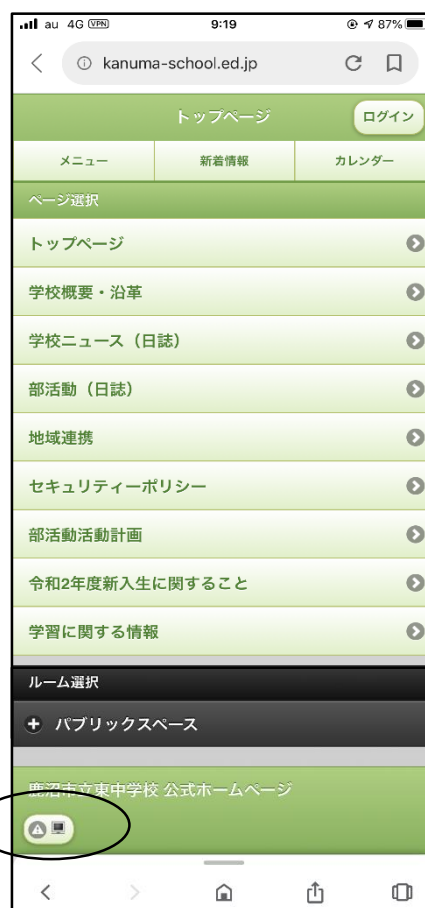 au 4G VPN 9:19 87%
kanuma-school.ed.jp
トップページ ログイン
メニュー 新着情報 カレンダー
ページ選択
トップページ
学校概要・沿革
学校ニュース（日誌）
部活動（日誌）
地域連携
セキュリティーポリシー
部活動活動計画
令和2年度新入生に関すること
学習に関する情報
ルーム選択
パブリックスペース
鹿沼市立東中学校 公式ホームページ